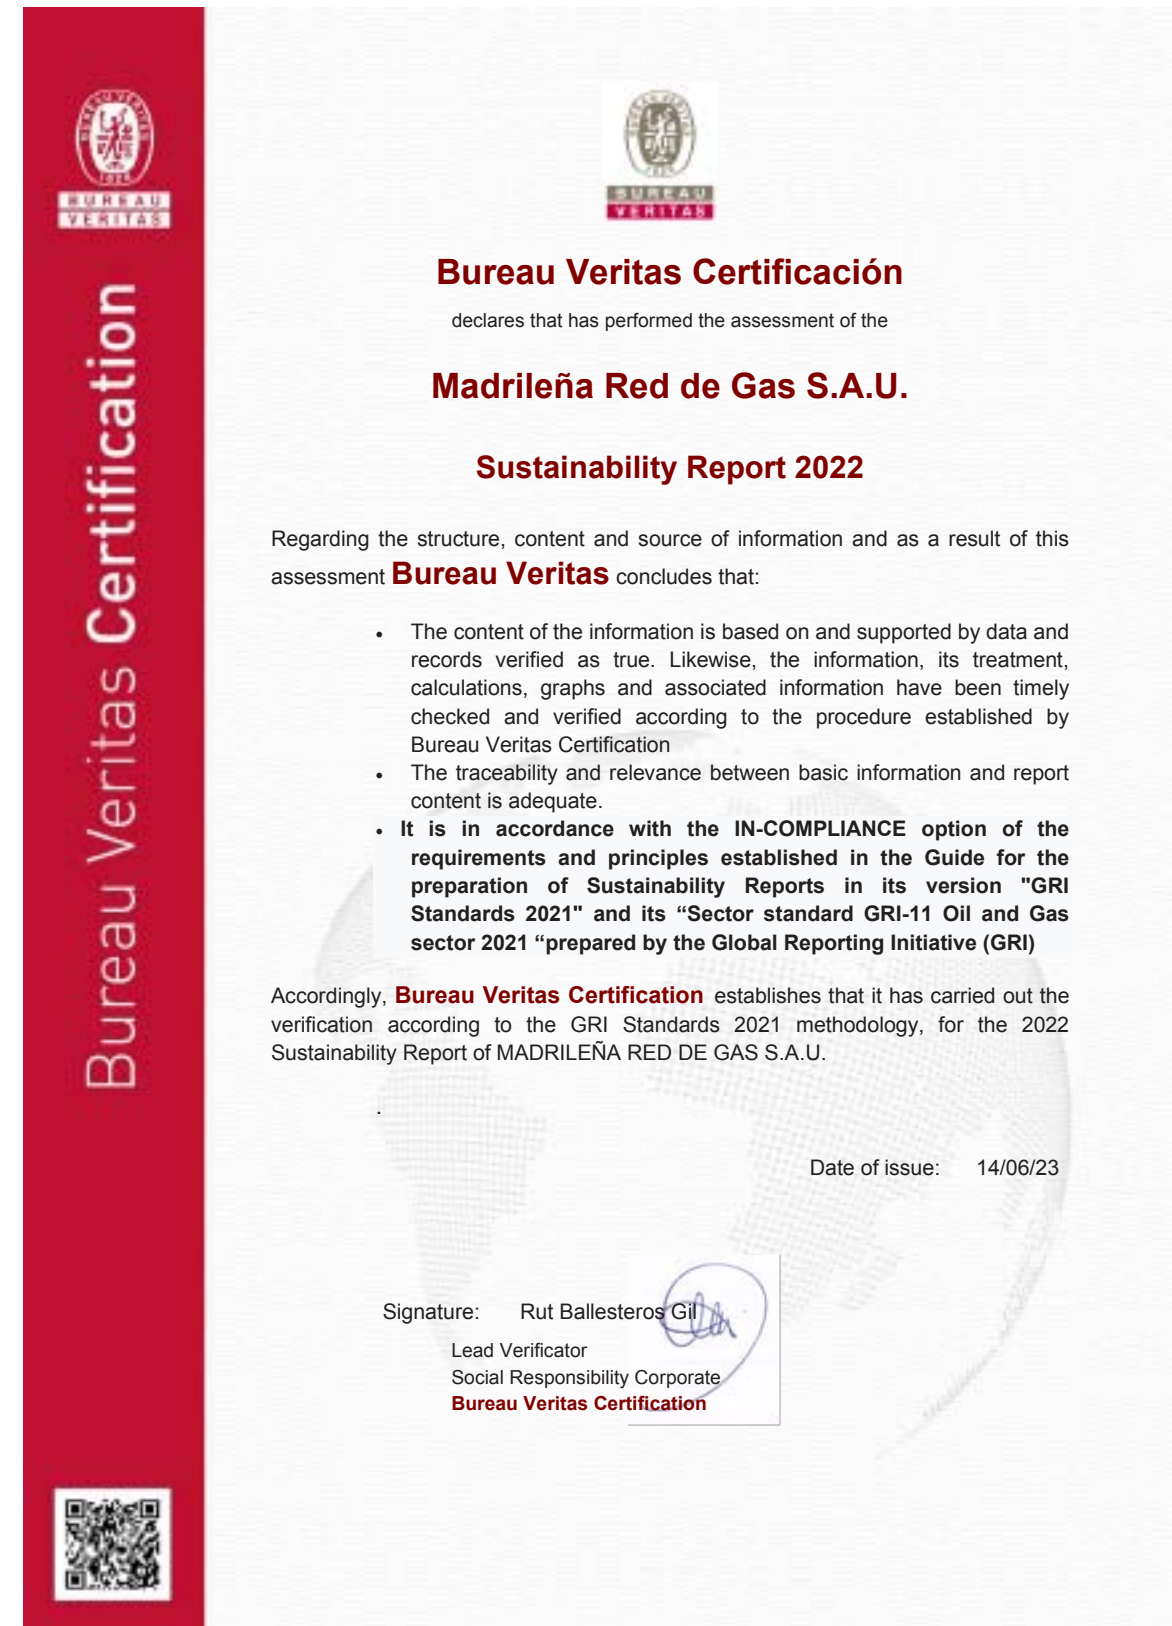 BUREAU VERITAS
1828
BUREAU
VERITAS
Bureau Veritas Certification
BUREAU VERITAS
1828
BUREAU
VERITAS
Bureau Veritas Certificación
declares that has performed the assessment of the
Madrileña Red de Gas S.A.U.
Sustainability Report 2022
Regarding the structure, content and source of information and as a result of this
assessment Bureau Veritas concludes that:
• The content of the information is based on and supported by data and
records verified as true. Likewise, the information, its treatment,
calculations, graphs and associated information have been timely
checked and verified according to the procedure established by
Bureau Veritas Certification
• The traceability and relevance between basic information and report
content is adequate.
• It is in accordance with the IN-COMPLIANCE option of the
requirements and principles established in the Guide for the
preparation of Sustainability Reports in its version "GRI
Standards 2021" and its “Sector standard GRI-11 Oil and Gas
sector 2021 “prepared by the Global Reporting Initiative (GRI)
Accordingly, Bureau Veritas Certification establishes that it has carried out the
verification according to the GRI Standards 2021 methodology, for the 2022
Sustainability Report of MADRILEÑA RED DE GAS S.A.U.
.
Date of issue: 14/06/23
Signature: Rut Ballesteros Gil
Lead Verificator
Social Responsibility Corporate
Bureau Veritas Certification